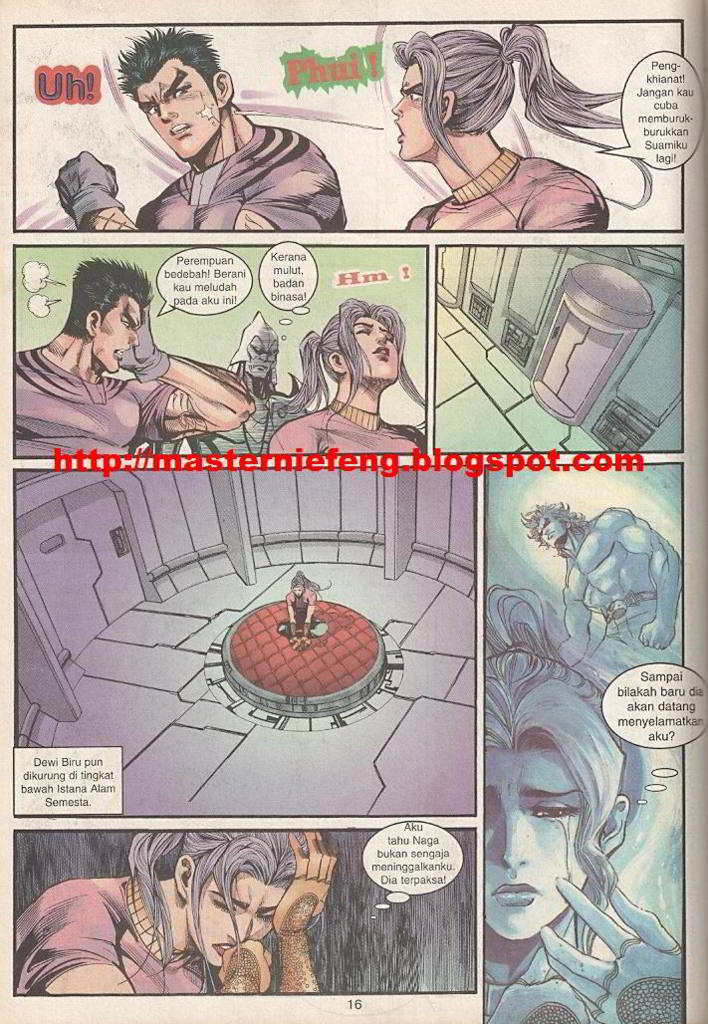 Uh!
Phui!
Peng-
khianat!
Jangan kau
cuba
memburuk-
burukkan
Suamiku
lagi!
Perempuan
bedebah! Berani
kau meludah
pada aku ini!
Kerana
mulut,
badan
binasa!
Hm !
http://masterniefeng.blogspot.com
Dewi Biru pun
dikurung di tingkat
bawah Istana Alam
Semesta.
Sampai
bilakah baru dia
akan datang
menyelamatkan
aku?
Aku
tahu Naga
bukan sengaja
meninggalkanku.
Dia terpaksa!
16